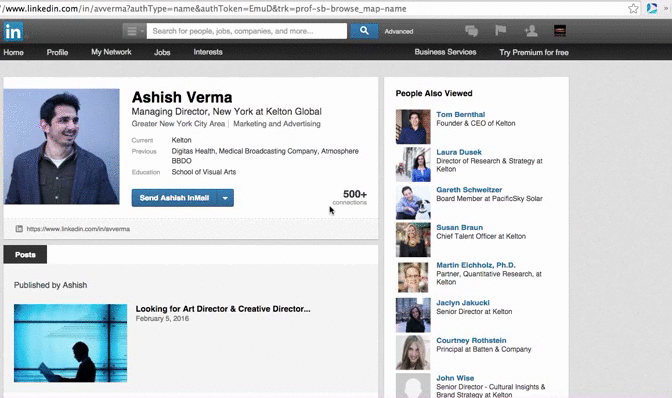 //www.linkedin.com/in/avverma?authType=name&authToken=EmuD&trk=prof-sb-browse_map-name
in
Search for people, jobs, companies, and more...
Advanced
Home Profile My Network Jobs Interests Business Services Try Premium for free
Ashish Verma
Managing Director, New York at Kelton Global
Greater New York City Area | Marketing and Advertising
Current Kelton
Previous Digitas Health, Medical Broadcasting Company, Atmosphere
BBDO
Education School of Visual Arts
Send Ashish InMail
500+
connections
https://www.linkedin.com/in/avverma
Posts
Published by Ashish
Looking for Art Director & Creative Director...
February 5, 2016
People Also Viewed
Tom Bernthal
Founder & CEO of Kelton
Laura Dusek
Director of Research & Strategy at
Kelton
Gareth Schweitzer
Board Member at PacificSky Solar
Susan Braun
Chief Talent Officer at Kelton
Martin Eichholz, Ph.D.
Partner, Quantitative Research, at
Kelton
Jaclyn Jakucki
Senior Director at Kelton
Courtney Rothstein
Principal at Batten & Company
John Wise
Senior Director - Cultural Insights &
Brand Strategy at Kelton